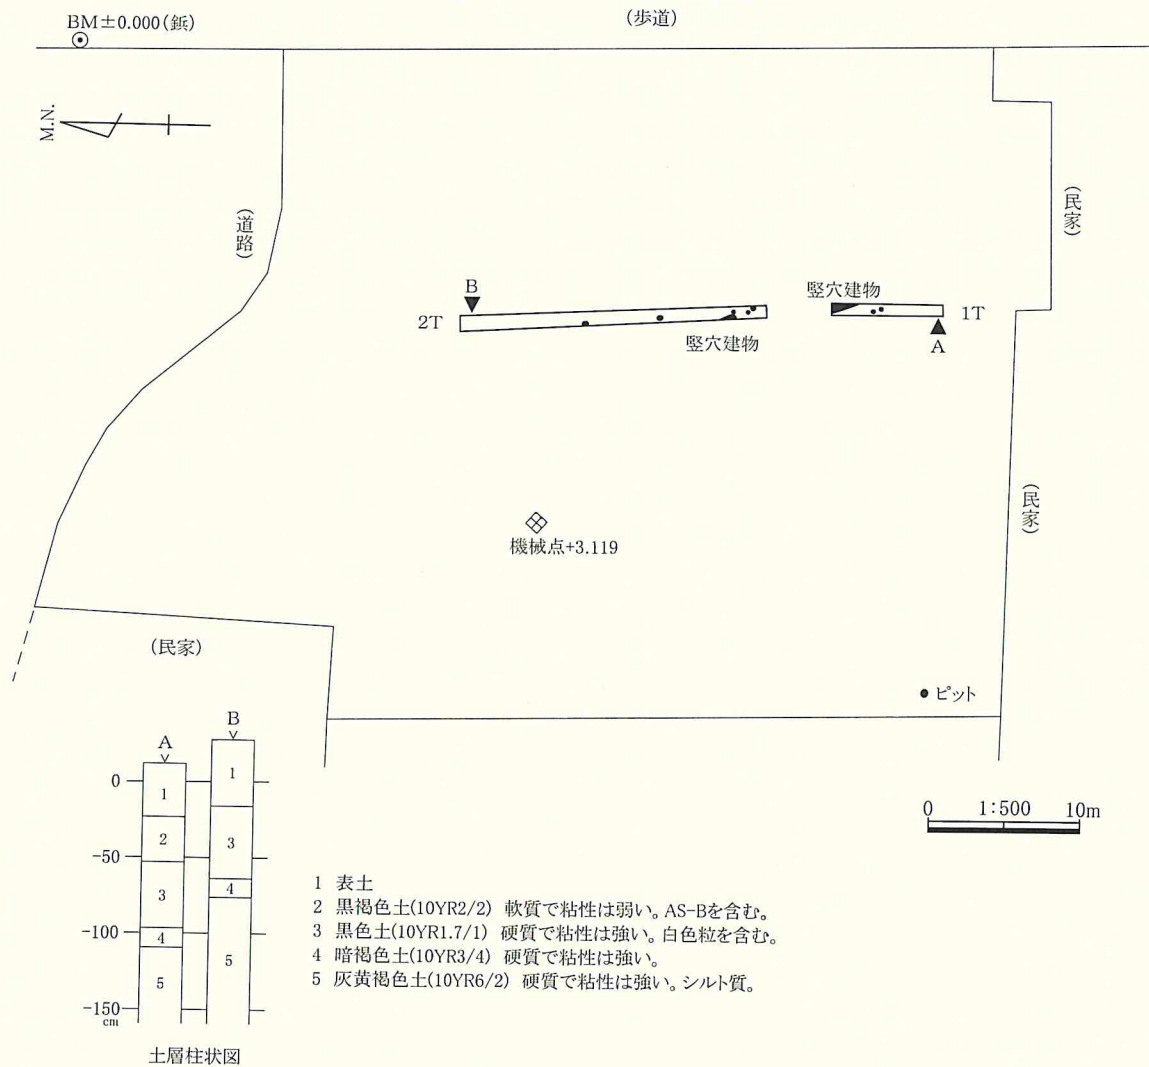 BM±0.000(鋲)
(歩道)
M.N.
(道路)
(民家)
B
竪穴建物
2T
1T
竪穴建物
A
(民家)
機械点+3.119
(民家)
ピット
B
A
0
1
1
2
-50
3
3
4
-100
4
5
5
-150
cm
土層柱状図
0 1:500 10m
1 表土
2 黒褐色土(10YR2/2) 軟質で粘性は弱い。AS-Bを含む。
3 黒色土(10YR1.7/1) 硬質で粘性は強い。白色粒を含む。
4 暗褐色土(10YR3/4) 硬質で粘性は強い。
5 灰黄褐色土(10YR6/2) 硬質で粘性は強い。シルト質。